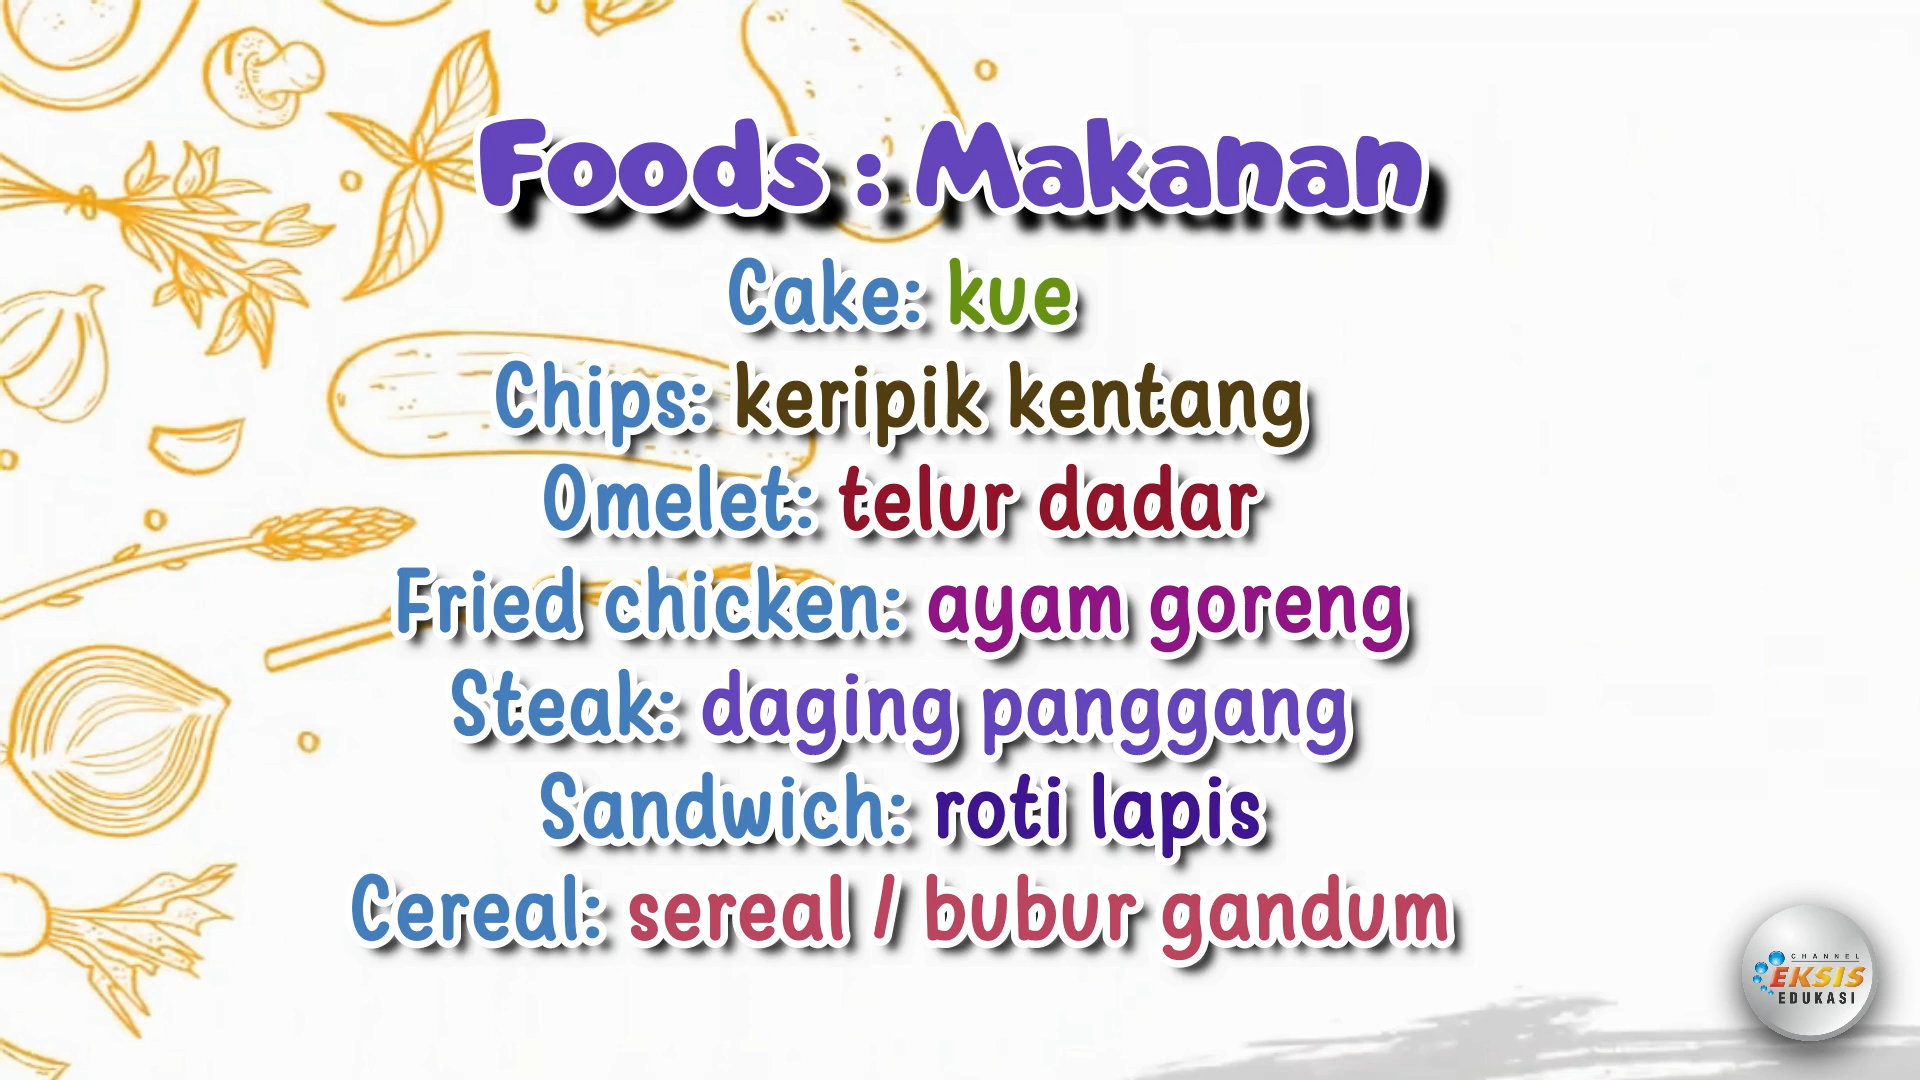 Foods : Makanan
Cake: kue
Chips: keripik kentang
Omelet: telur dadar
Fried chicken: ayam goreng
Steak: daging panggang
Sandwich: roti lapis
Cereal: sereal / bubur gandum
CHANNEL
EKSIS
EDUKASI